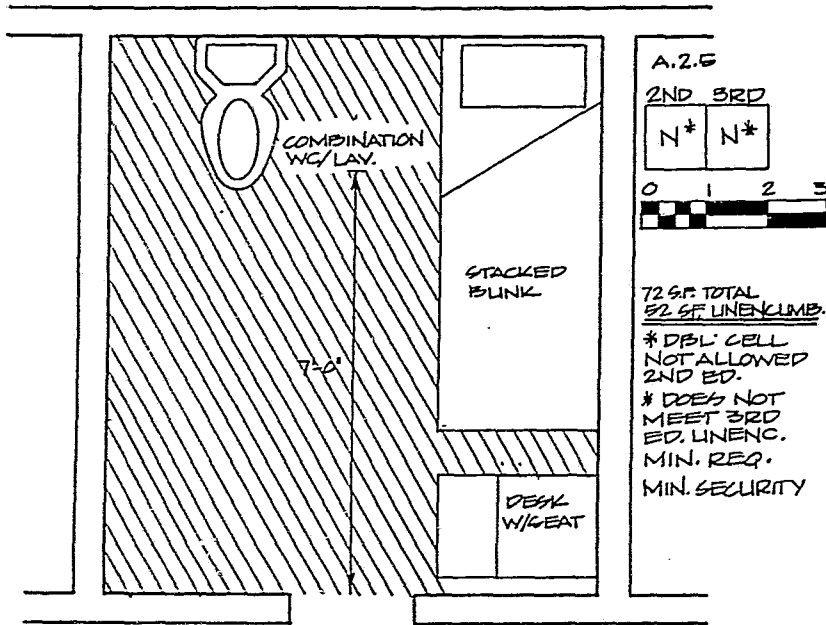 A.2.5
2ND 3RD
N* N*
0 1 2 3
COMBINATION
WC/LAV.
STACKED
BUNK
7'-0"
DESK
W/SEAT
72 S.F. TOTAL
52 SF UNENCUMB.
* DBL. CELL
NOT ALLOWED
2ND ED.
* DOES NOT
MEET 3RD
ED. UNENC.
MIN. REQ.
MIN. SECURITY